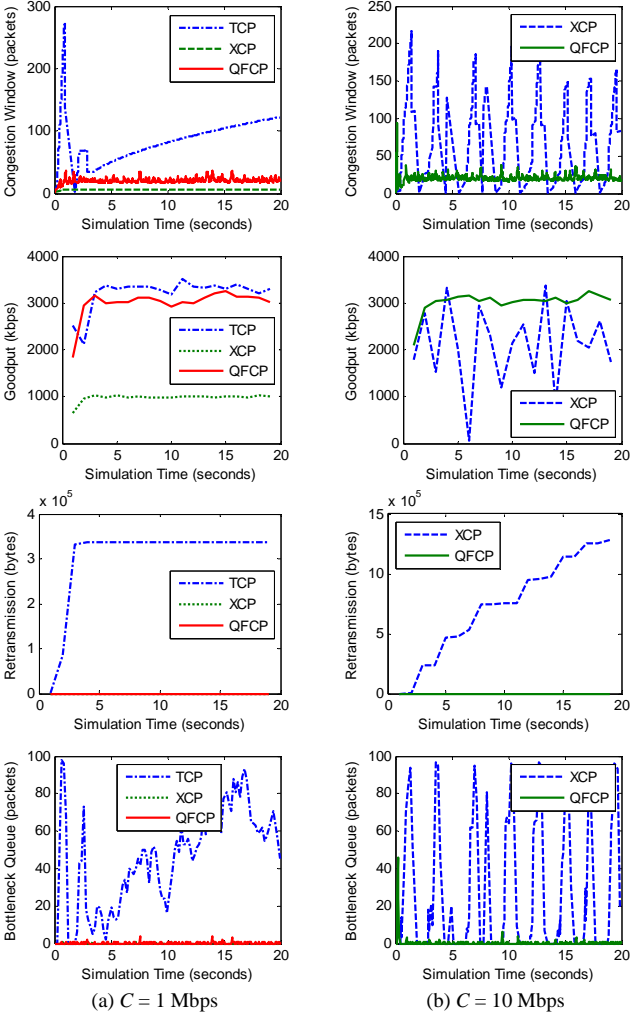 300
200
100
0
0 5 10 15 20
Congestion Window (packets)
Simulation Time (seconds)
TCP
XCP
QFCP
250
200
150
100
50
0
0 5 10 15 20
Congestion Window (packets)
Simulation Time (seconds)
XCP
QFCP
4000
3000
2000
1000
0
0 5 10 15 20
Goodput (kbps)
Simulation Time (seconds)
TCP
XCP
QFCP
4000
3000
2000
1000
0
0 5 10 15 20
Goodput (kbps)
Simulation Time (seconds)
XCP
QFCP
x 10^5
4
3
2
1
0
0 5 10 15 20
Retransmission (bytes)
Simulation Time (seconds)
TCP
XCP
QFCP
x 10^5
15
10
5
0
0 5 10 15 20
Retransmission (bytes)
Simulation Time (seconds)
XCP
QFCP
100
80
60
40
20
0
0 5 10 15 20
Bottleneck Queue (packets)
Simulation Time (seconds)
TCP
XCP
QFCP
100
80
60
40
20
0
0 5 10 15 20
Bottleneck Queue (packets)
Simulation Time (seconds)
XCP
QFCP
(a) C = 1 Mbps
(b) C = 10 Mbps